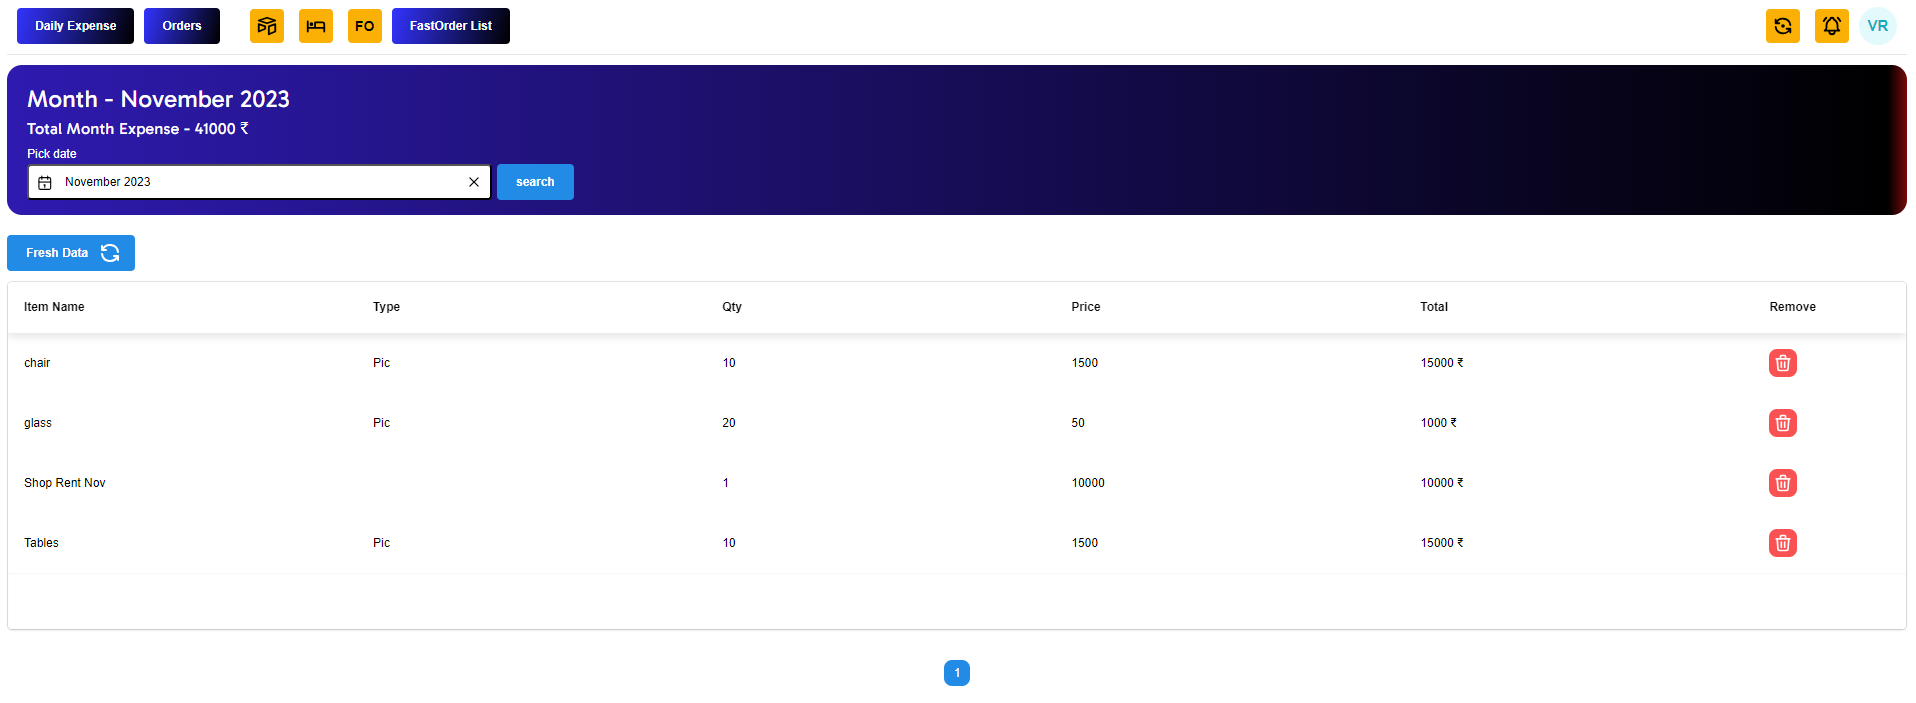 Daily Expense Orders FO FastOrder List VR
Month - November 2023
Total Month Expense - 41000 ₹
Pick date
November 2023 search
Fresh Data
Item Name Type Qty Price Total Remove
chair Pic 10 1500 15000 ₹
glass Pic 20 50 1000 ₹
Shop Rent Nov 1 10000 10000 ₹
Tables Pic 10 1500 15000 ₹
1